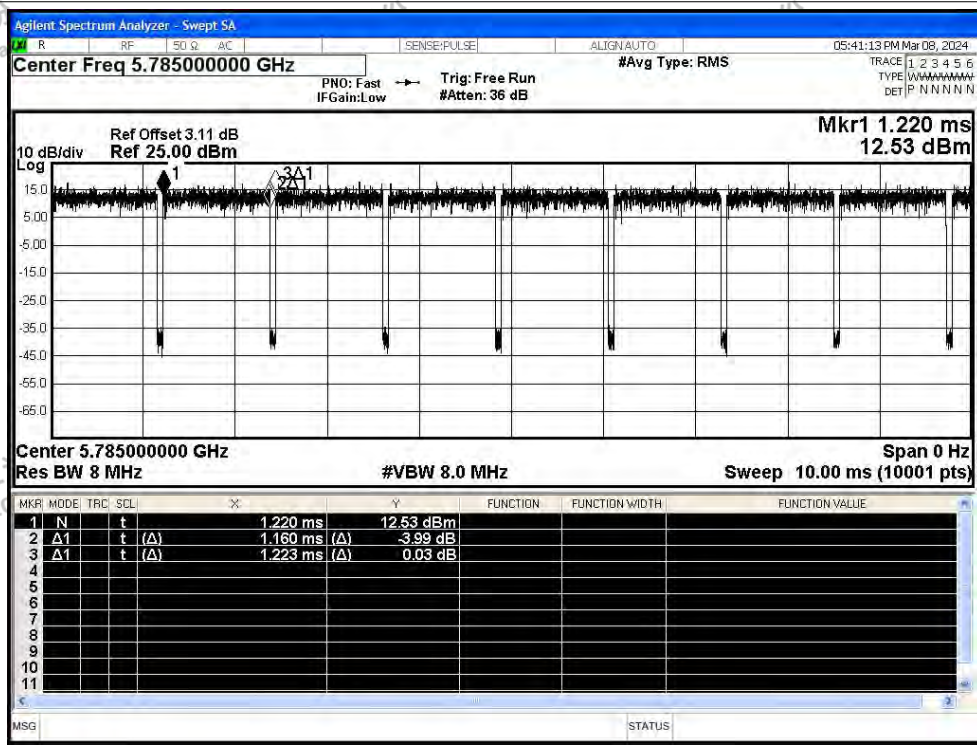 Agilent Spectrum Analyzer - Swept SA
R RF 50 Ω AC SENSE:PULSE ALIGN AUTO 05:41:13 PM Mar 08, 2024
Center Freq 5.785000000 GHz
PNO: Fast
IFGain:Low
Trig: Free Run
#Atten: 36 dB
#Avg Type: RMS
TRACE 1 2 3 4 5 6
TYPE
DET P N N N N N
Ref Offset 3.11 dB
10 dB/div Ref 25.00 dBm
Log
Mkr1 1.220 ms
12.53 dBm
1
3Δ1
2Δ1
15.0
5.00
-5.00
-15.0
-25.0
-35.0
-45.0
-55.0
-65.0
Center 5.785000000 GHz Span 0 Hz
Res BW 8 MHz #VBW 8.0 MHz Sweep 10.00 ms (10001 pts)
MKR MODE TRC SCL X Y FUNCTION FUNCTION WIDTH FUNCTION VALUE
1 N t 1.220 ms 12.53 dBm
2 Δ1 t (Δ) 1.160 ms (Δ) -3.99 dB
3 Δ1 t (Δ) 1.223 ms (Δ) 0.03 dB
4
5
6
7
8
9
10
11
MSG STATUS